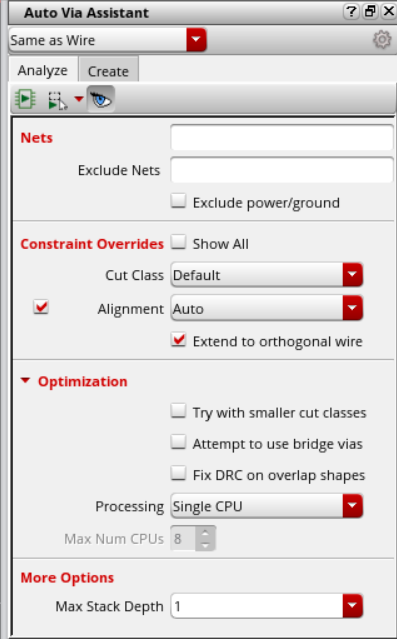 Auto Via Assistant ?
Same as Wire
Analyze Create
Nets
Exclude Nets
Exclude power/ground
Constraint Overrides Show All
Cut Class Default
Alignment Auto
Extend to orthogonal wire
Optimization
Try with smaller cut classes
Attempt to use bridge vias
Fix DRC on overlap shapes
Processing Single CPU
Max Num CPUs 8
More Options
Max Stack Depth 1